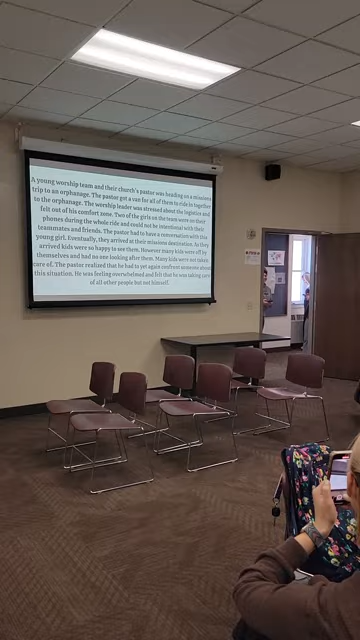 A young worship team and their church's pastor was heading on a missions
trip to an orphanage. The pastor got a van for all of them to ride in together
to the orphanage. The worship leader was stressed about the logistics and
felt out of his comfort zone. Two of the girls on the team were on their
phones during the whole ride and could not be intentional with their
teammates and friends. The pastor had to have a conversation with this
young girl. Eventually, they arrived at their missions destination. As they
arrived kids were so happy to see them. However many kids were off by
themselves and had no one looking after them. Many kids were not taken
care of. The pastor realized that he had to yet again confront someone about
this situation. He was feeling overwhelmed and felt that he was taking care
of all other people but not himself.